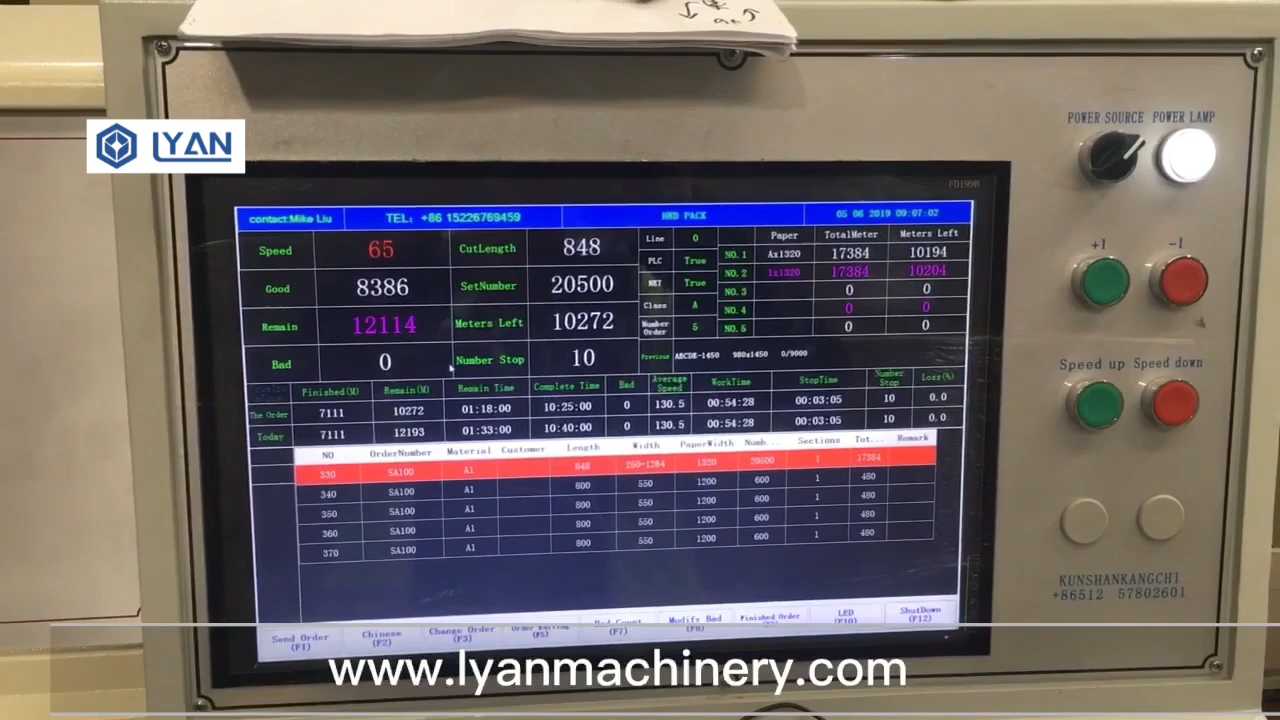 LYAN
POWER SOURCE POWER LAMP
FD199B
contact:Mike Liu TEL: +86 15226769459 HKB PACK 05 06 2019 09:07:02
Speed 65 CutLength 848
Good 8386 SetNumber 20500
Remain 12114 Meters Left 10272
Bad 0 Number Stop 10
Line 0
PLC True
NET True
Class A
Number Order 5
Paper TotalMeter Meters Left
NO.1 Ax1320 17384 10194
NO.2 1x1320 17384 10204
NO.3 0 0
NO.4 0 0
NO.5 0 0
Previous ABCDE-1450 980x1450 0/9000
Finished(M) Remain(M) Remain Time Complete Time Bad Average Speed WorkTime StopTime Number Stop Loss(%)
The Order 7111 10272 01:18:00 10:25:00 0 130.5 00:54:28 00:03:05 10 0.0
Today 7111 12193 01:33:00 10:40:00 0 130.5 00:54:28 00:03:05 10 0.0
NO OrderNumber Material Customer Length Width PaperWidth Numb... Sections Tot... Remark
330 SA100 A1 848 250-1264 1320 20500 1 17384
340 SA100 A1 800 550 1200 600 1 480
350 SA100 A1 800 550 1200 600 1 480
360 SA100 A1 800 550 1200 600 1 480
370 SA100 A1 800 550 1200 600 1 480
Send Order (F1)
Chinese (F2)
Change Order (F3)
(F5)
(F7)
Modify Bad (F8)
Finished Order
LED (F10)
ShutDown (F12)
+1 -1
Speed up Speed down
KUNSHANKANGCHI
+86512 57802601
www.lyanmachinery.com